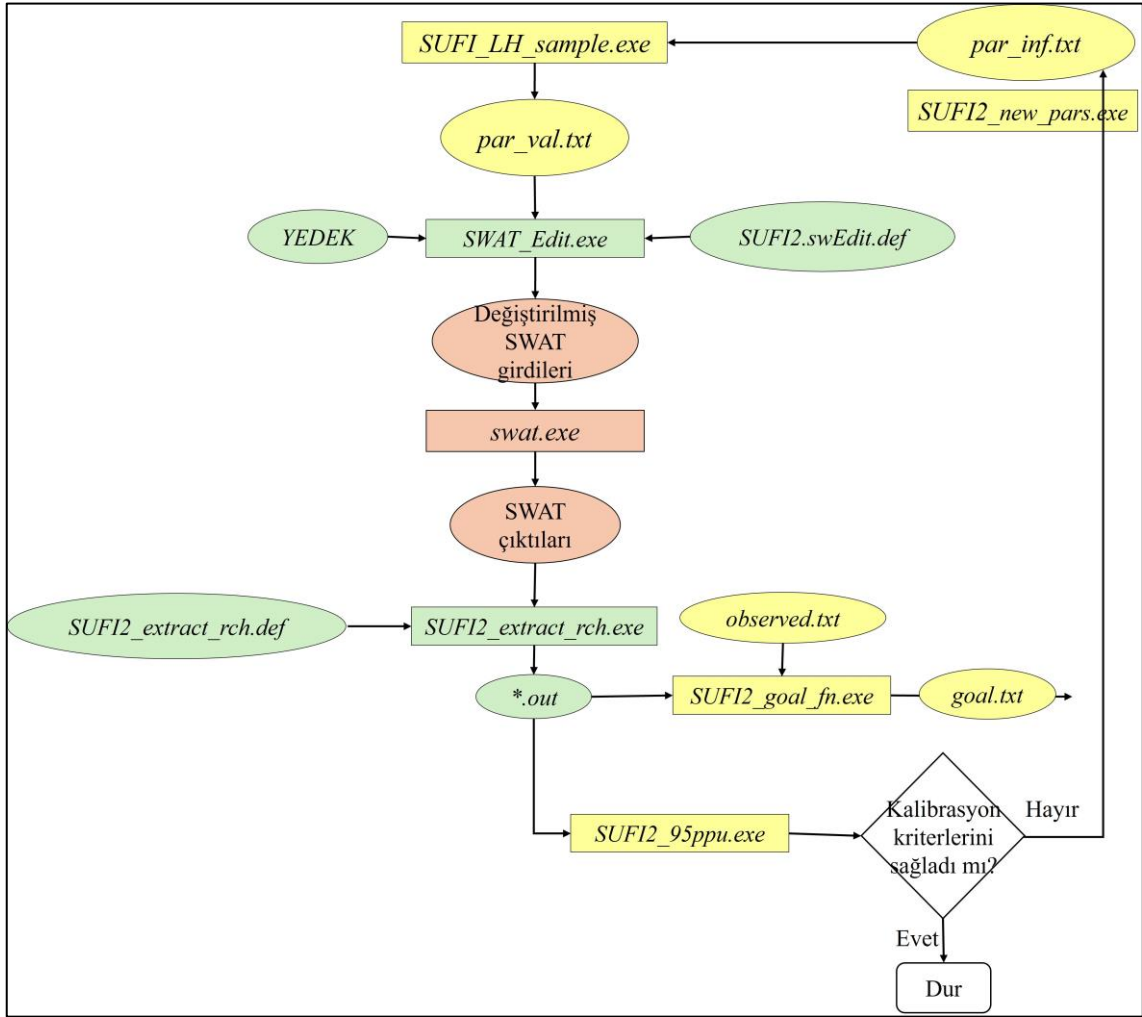 SUFI_LH_sample.exe
par_inf.txt
SUFI2_new_pars.exe
par_val.txt
YEDEK
SWAT_Edit.exe
SUFI2.swEdit.def
Değiştirilmiş
SWAT
girdileri
swat.exe
SWAT
çıktıları
SUFI2_extract_rch.def
SUFI2_extract_rch.exe
observed.txt
*.out
SUFI2_goal_fn.exe
goal.txt
SUFI2_95ppu.exe
Kalibrasyon
kriterlerini
sağladı mı?
Hayır
Evet
Dur